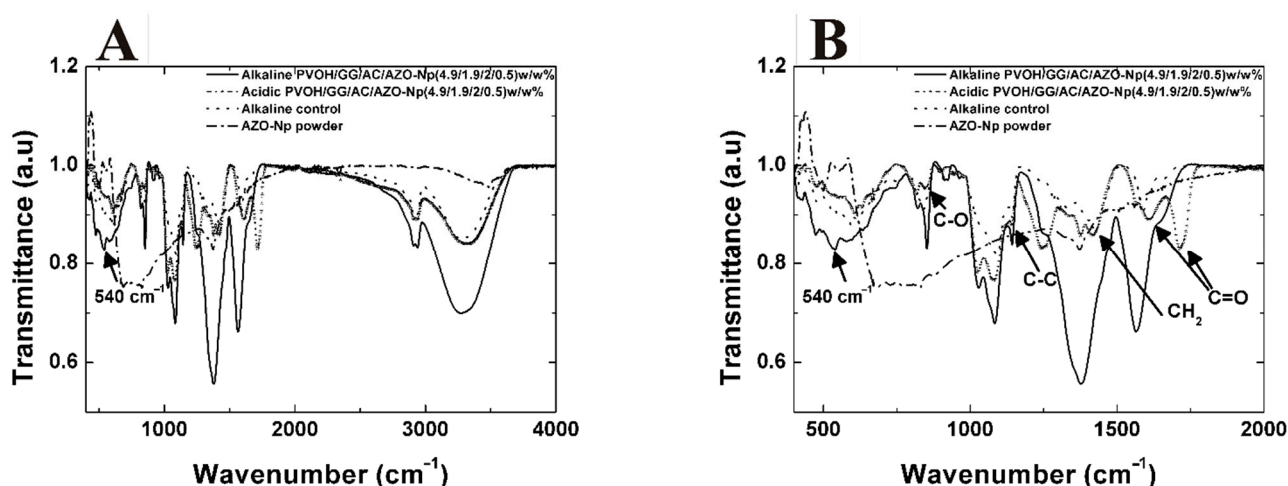 A
1.2
1.0
0.8
0.6
Transmittance (a.u)
Alkaline PVOH/GG/AC/AZO-Np(4.9/1.9/2/0.5)w/w%
Acidic PVOH/GG/AC/AZO-Np(4.9/1.9/2/0.5)w/w%
Alkaline control
AZO-Np powder
540 cm⁻¹
1000 2000 3000 4000
Wavenumber (cm⁻¹)
B
1.2
1.0
0.8
0.6
Transmittance (a.u)
Alkaline PVOH/GG/AC/AZO-Np(4.9/1.9/2/0.5)w/w%
Acidic PVOH/GG/AC/AZO-Np(4.9/1.9/2/0.5)w/w%
Alkaline control
AZO-Np powder
C-O
C-C
540 cm⁻¹
C=O
CH₂
500 1000 1500 2000
Wavenumber (cm⁻¹)